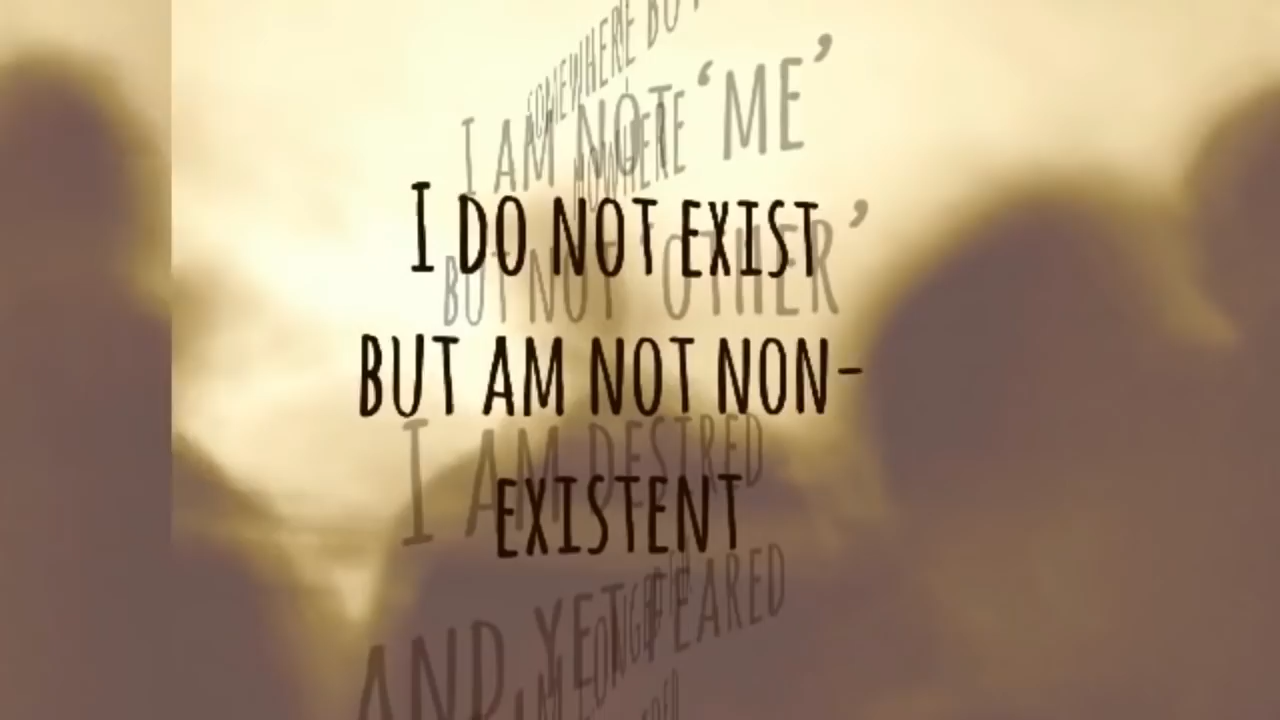 SOMEWHERE BUT
I AM NOT ‘ME’
NOWHERE
I DO NOT EXIST
BUT NOT ‘OTHER’
BUT AM NOT NON-
I AM DESIRED
EXISTENT
AND YET FEARED
I AM